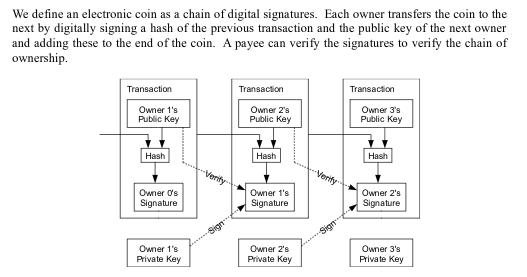 We define an electronic coin as a chain of digital signatures. Each owner transfers the coin to the
next by digitally signing a hash of the previous transaction and the public key of the next owner
and adding these to the end of the coin. A payee can verify the signatures to verify the chain of
ownership.
Transaction Transaction Transaction
Owner 1's Owner 2's Owner 3's
Public Key Public Key Public Key
Hash Hash Hash
Verify Verify
Owner 0's Owner 1's Owner 2's
Signature Signature Signature
Sign Sign
Owner 1's Owner 2's Owner 3's
Private Key Private Key Private Key